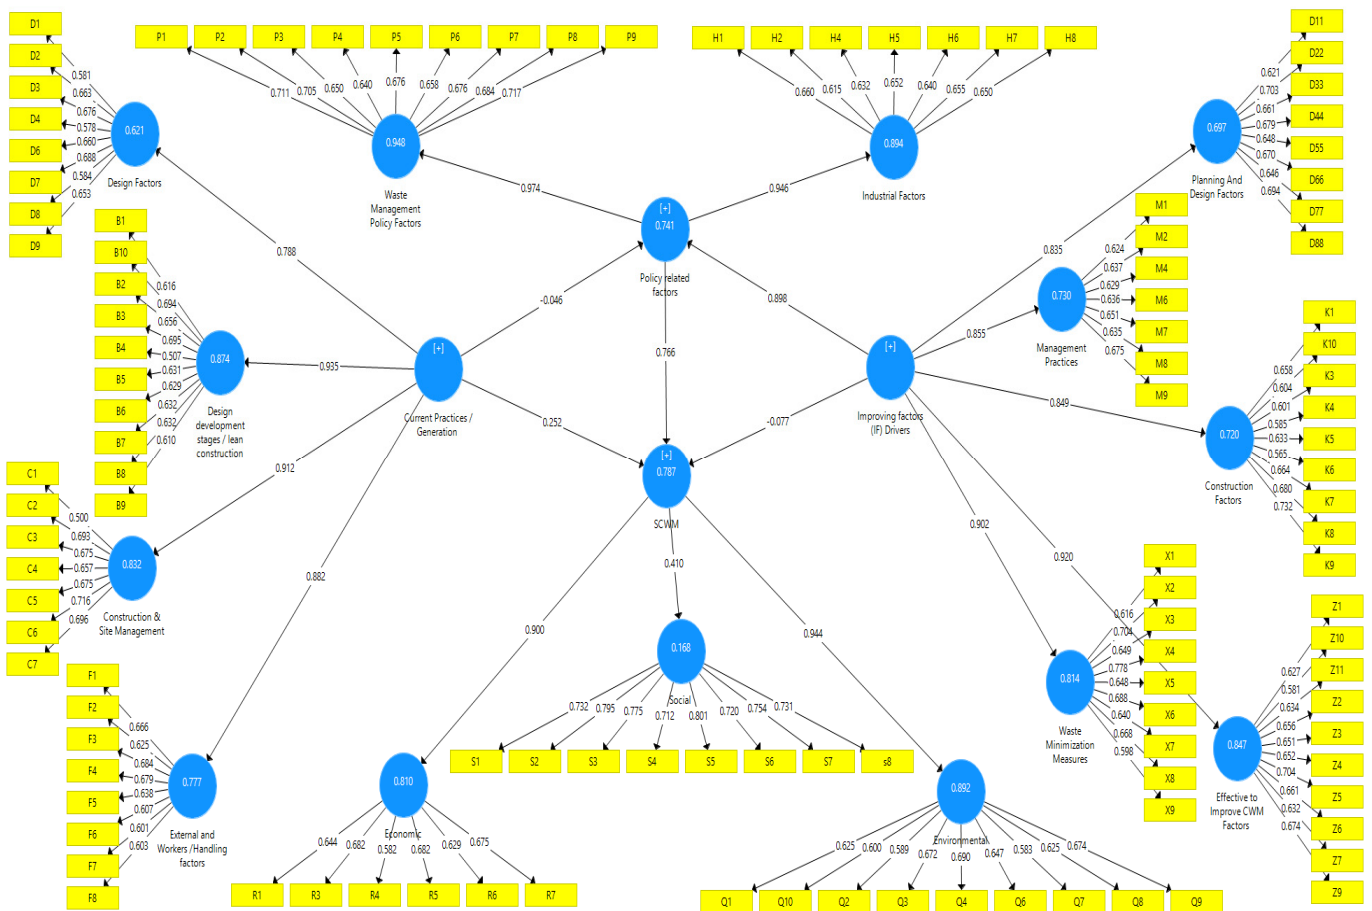 D1
D2
D3
D4
D6
D7
D8
D9
0.581
0.663
0.676
0.578
0.660
0.688
0.584
0.653
0.621
Design Factors
P1
P2
P3
P4
P5
P6
P7
P8
P9
0.711
0.705
0.650
0.640
0.676
0.658
0.676
0.684
0.717
0.948
Waste
Management
Policy Factors
H1
H2
H4
H5
H6
H7
H8
0.660
0.615
0.632
0.652
0.640
0.655
0.650
0.894
Industrial Factors
D11
D22
D33
D44
D55
D66
D77
D88
0.621
0.703
0.661
0.679
0.648
0.670
0.646
0.694
0.697
Planning And
Design Factors
0.974
0.946
[+]
0.741
Policy related
factors
0.788
-0.046
0.898
0.835
B1
B10
B2
B3
B4
B5
B6
B7
B8
B9
0.616
0.694
0.656
0.695
0.507
0.631
0.629
0.632
0.632
0.610
0.874
Design
development
stages / lean
construction
0.935
[+]
Current Practices /
Generation
0.766
0.252
-0.077
[+]
Improving factors
(IF) Drivers
0.855
M1
M2
M4
M6
M7
M8
M9
0.624
0.637
0.629
0.636
0.651
0.635
0.675
0.730
Management
Practices
0.849
K1
K10
K3
K4
K5
K6
K7
K8
K9
0.658
0.604
0.601
0.585
0.633
0.565
0.664
0.680
0.732
0.720
Construction
Factors
[+]
0.787
SCWM
0.912
C1
C2
C3
C4
C5
C6
C7
0.500
0.693
0.675
0.657
0.675
0.716
0.696
0.832
Construction &
Site Management
0.882
0.900
0.410
0.944
0.902
0.920
F1
F2
F3
F4
F5
F6
F7
F8
0.666
0.625
0.684
0.679
0.638
0.607
0.601
0.603
0.777
External and
Workers /Handling
factors
0.168
Social
0.732
0.795
0.775
0.712
0.801
0.720
0.754
0.731
S1
S2
S3
S4
S5
S6
S7
s8
X1
X2
X3
X4
X5
X6
X7
X8
X9
0.616
0.704
0.649
0.778
0.648
0.688
0.640
0.668
0.598
0.814
Waste
Minimization
Measures
Z1
Z10
Z11
Z2
Z3
Z4
Z5
Z6
Z7
Z9
0.627
0.581
0.634
0.656
0.651
0.652
0.704
0.661
0.632
0.674
0.847
Effective to
Improve CWM
Factors
0.810
Economic
0.644
0.682
0.582
0.682
0.629
0.675
R1
R3
R4
R5
R6
R7
0.892
Environmental
0.625
0.600
0.589
0.672
0.690
0.647
0.583
0.625
0.674
Q1
Q10
Q2
Q3
Q4
Q6
Q7
Q8
Q9